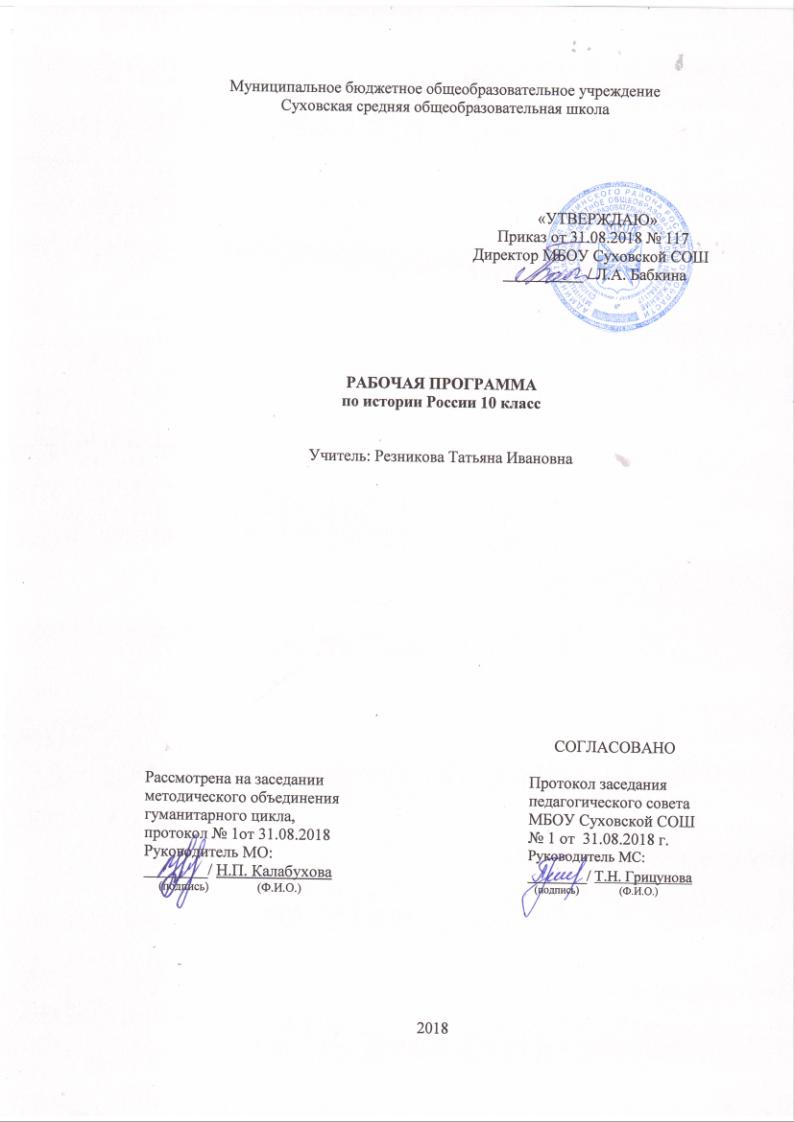 Муниципальное бюджетное общеобразовательное учреждение
Суховская средняя общеобразовательная школа
«УТВЕРЖДАЮ»
Приказ от 31.08.2018 № 117
Директор МБОУ Суховской СОШ
/ Л.А. Бабкина
РАБОЧАЯ ПРОГРАММА
по истории России 10 класс
Учитель: Резникова Татьяна Ивановна
Рассмотрена на заседании
методического объединения
гуманитарного цикла,
протокол № 1от 31.08.2018
Руководитель МО:
/ Н.П. Калабухова
(подпись) (Ф.И.О.)
СОГЛАСОВАНО
Протокол заседания
педагогического совета
МБОУ Суховской СОШ
№ 1 от 31.08.2018 г.
Руководитель МС:
/ Т.Н. Грицунова
(подпись) (Ф.И.О.)
2018